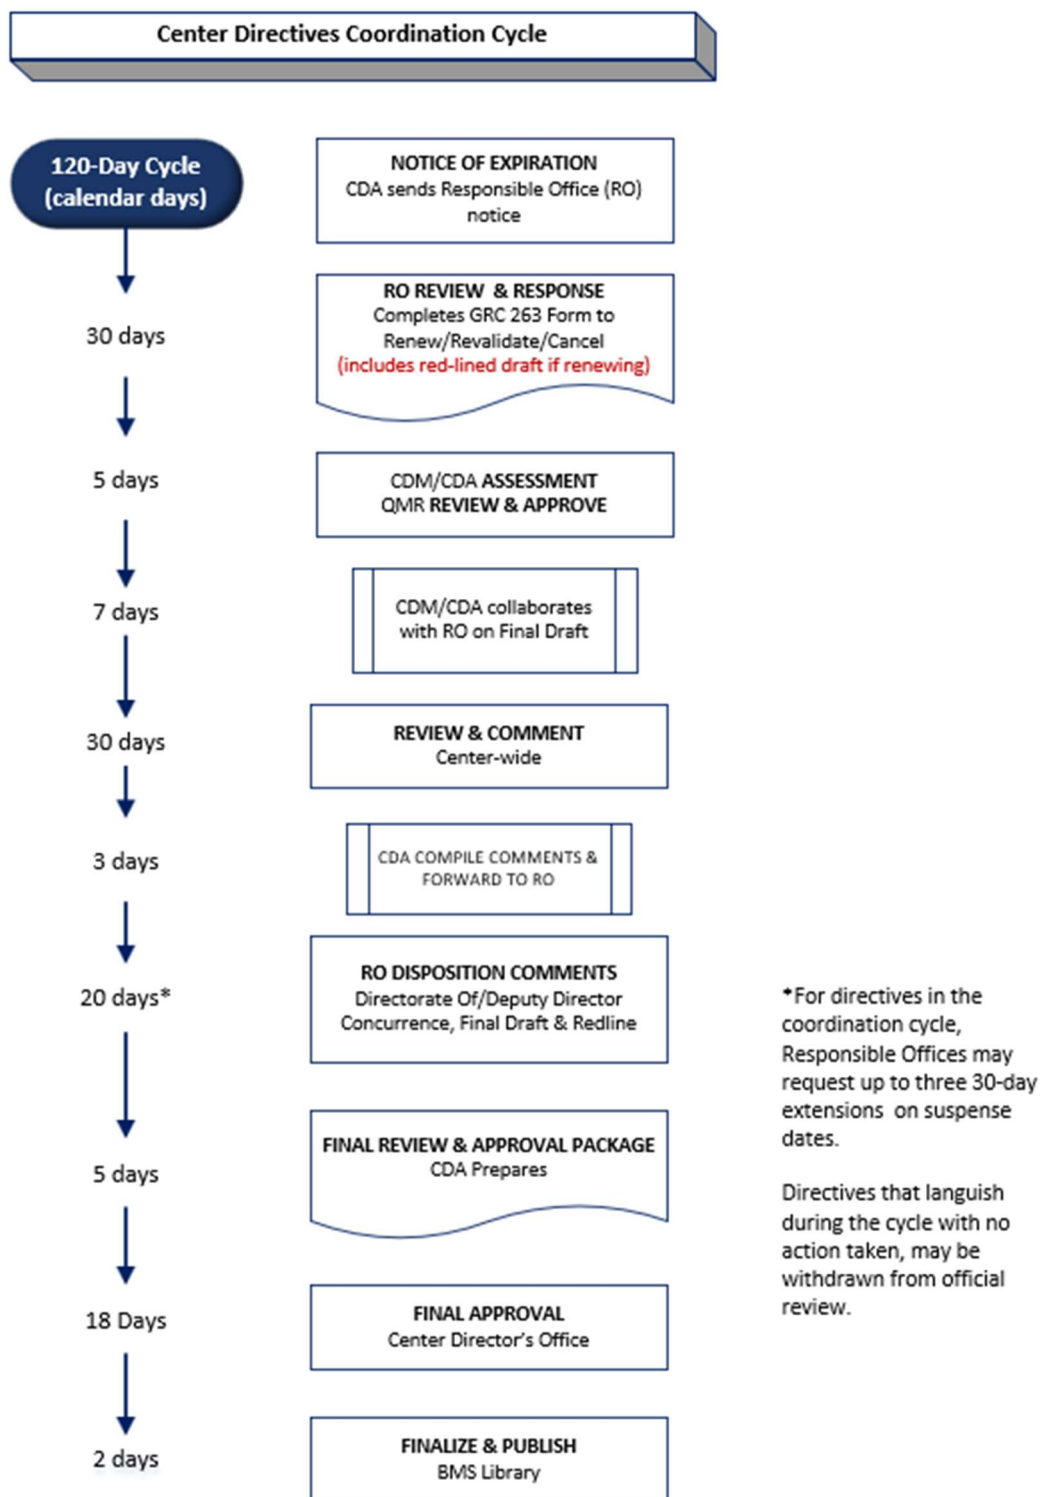 Center Directives Coordination Cycle
120-Day Cycle
(calendar days)
NOTICE OF EXPIRATION
CDA sends Responsible Office (RO)
notice
30 days
RO REVIEW & RESPONSE
Completes GRC 263 Form to
Renew/Revalidate/Cancel
(includes red-lined draft if renewing)
5 days
CDM/CDA ASSESSMENT
QMR REVIEW & APPROVE
7 days
CDM/CDA collaborates
with RO on Final Draft
30 days
REVIEW & COMMENT
Center-wide
3 days
CDA COMPILE COMMENTS &
FORWARD TO RO
20 days*
RO DISPOSITION COMMENTS
Directorate Of/Deputy Director
Concurrence, Final Draft & Redline
*For directives in the
coordination cycle,
Responsible Offices may
request up to three 30-day
extensions on suspense
dates.
Directives that languish
during the cycle with no
action taken, may be
withdrawn from official
review.
5 days
FINAL REVIEW & APPROVAL PACKAGE
CDA Prepares
18 Days
FINAL APPROVAL
Center Director's Office
2 days
FINALIZE & PUBLISH
BMS Library